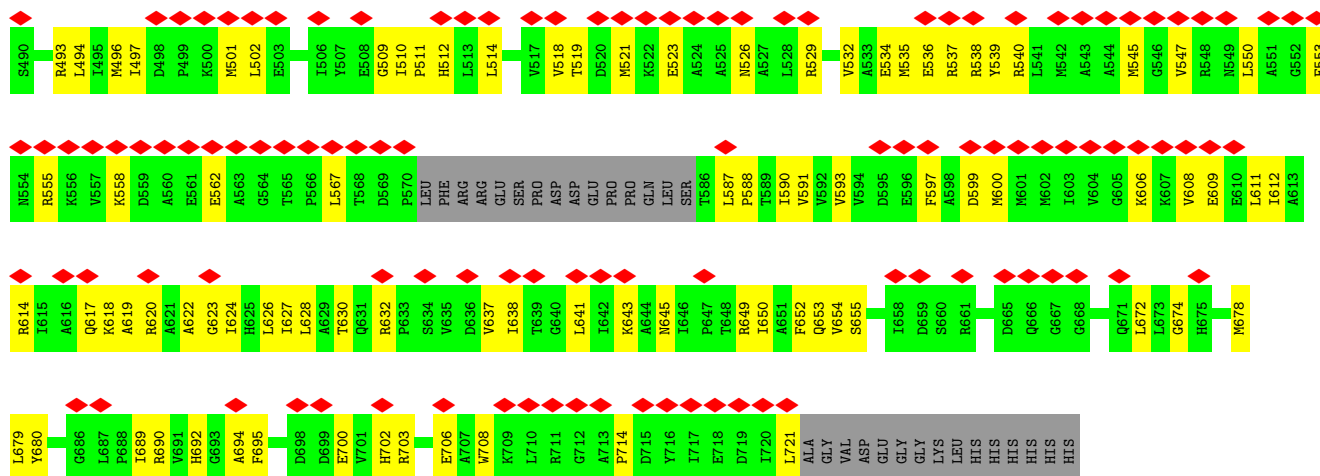 S490 R493 L494 I495 M496 I497 D498 P499 K500 M501 L502 E503 I506 Y507 E508 G509 I510 P511 H512 L513 L514 V517 V518 T519 D520 M521 K522 E523 A524 A525 N526 A527 L528 R529 V532 A533 E534 M535 E536 R537 R538 Y539 R540 L541 M542 A543 A544 M545 G546 V547 R548 N549 L550 A551 G552 F553
N554 R555 K556 V557 K558 D559 A560 E561 E562 A563 G564 T565 P566 L567 T568 D569 P570 LEU PHE ARG ARG GLU SER PRO ASP ASP GLU PRO PRO GLN LEU SER T586 L587 P588 T589 I590 V591 V592 V593 V594 D595 E596 F597 A598 D599 M600 M601 M602 I603 V604 G605 K606 K607 V608 E609 E610 L611 I612 A613
R614 I615 A616 Q617 K618 A619 R620 A621 A622 G623 I624 H625 L626 I627 L628 A629 T630 Q631 R632 P633 S634 V635 D636 V637 I638 T639 G640 L641 I642 K643 A644 N645 I646 P647 T648 R649 I650 A651 F652 Q653 V654 S655 I658 D659 S660 R661 D665 Q666 G667 G668 Q671 L672 L673 G674 H675 M678
L679 Y680 G686 L687 P688 I689 R690 V691 H692 G693 A694 F695 D698 D699 E700 V701 H702 R703 E706 A707 W708 K709 L710 R711 G712 A713 P714 D715 Y716 I717 E718 D719 I720 L721 ALA GLY VAL ASP GLU GLY GLY LYS LEU HIS HIS HIS HIS HIS HIS